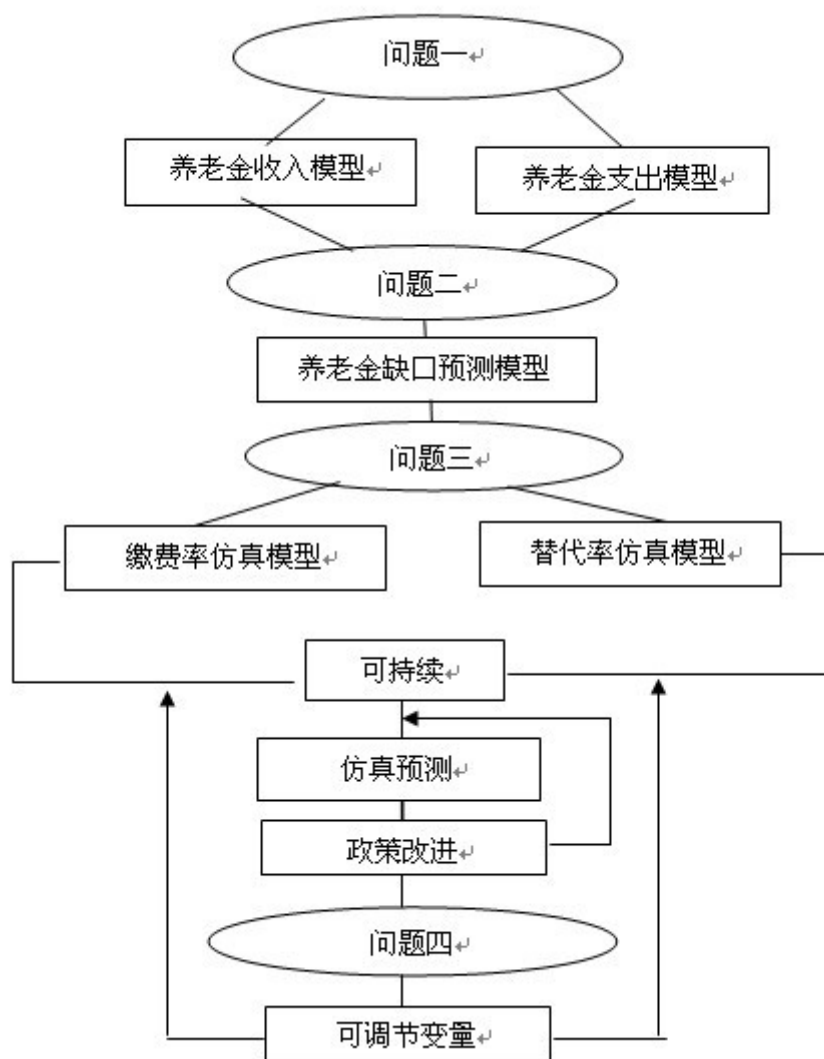 问题一
养老金收入模型
养老金支出模型
问题二
养老金缺口预测模型
问题三
缴费率仿真模型
替代率仿真模型
可持续
仿真预测
政策改进
问题四
可调节变量